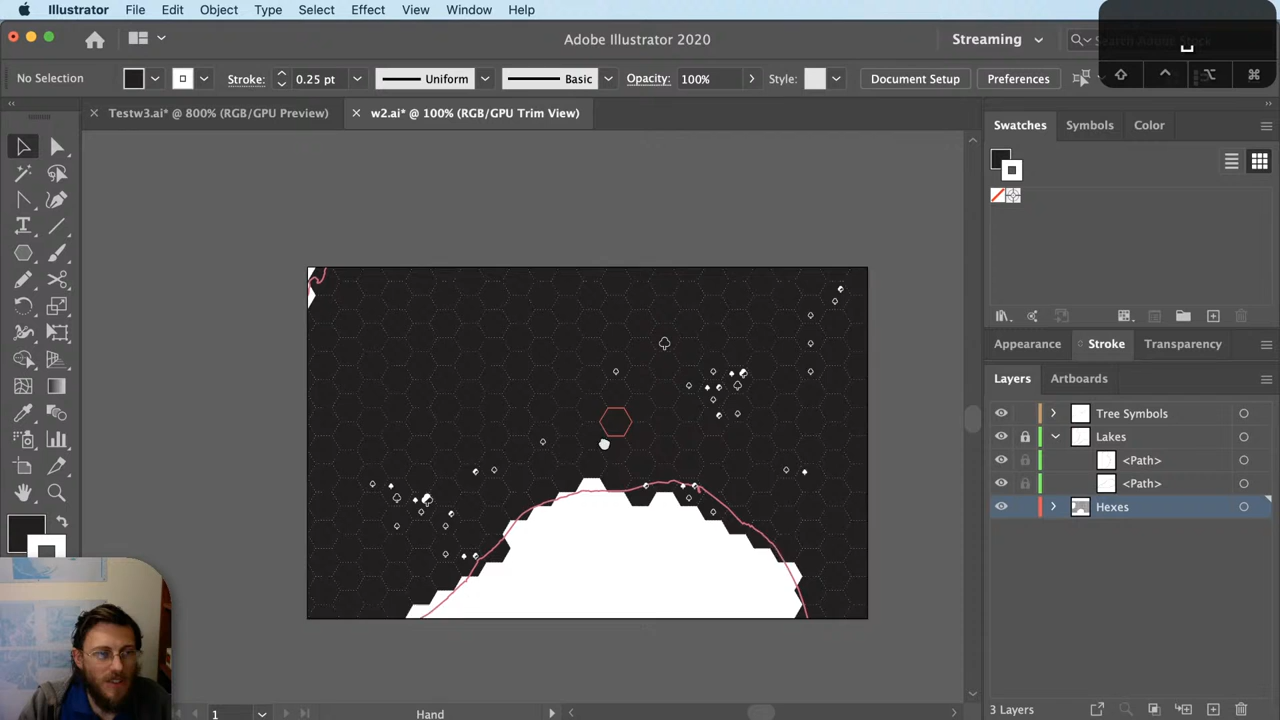 Illustrator File Edit Object Type Select Effect View Window Help
Adobe Illustrator 2020
Streaming
Search Adobe Stock
No Selection
Stroke:
0.25 pt
Uniform
Basic
Opacity:
100%
Style:
Document Setup
Preferences
Testw3.ai* @ 800% (RGB/GPU Preview)
w2.ai* @ 100% (RGB/GPU Trim View)
Swatches
Symbols
Color
Appearance
Stroke
Transparency
Layers
Artboards
Tree Symbols
Lakes
<Path>
<Path>
Hexes
1
Hand
3 Layers